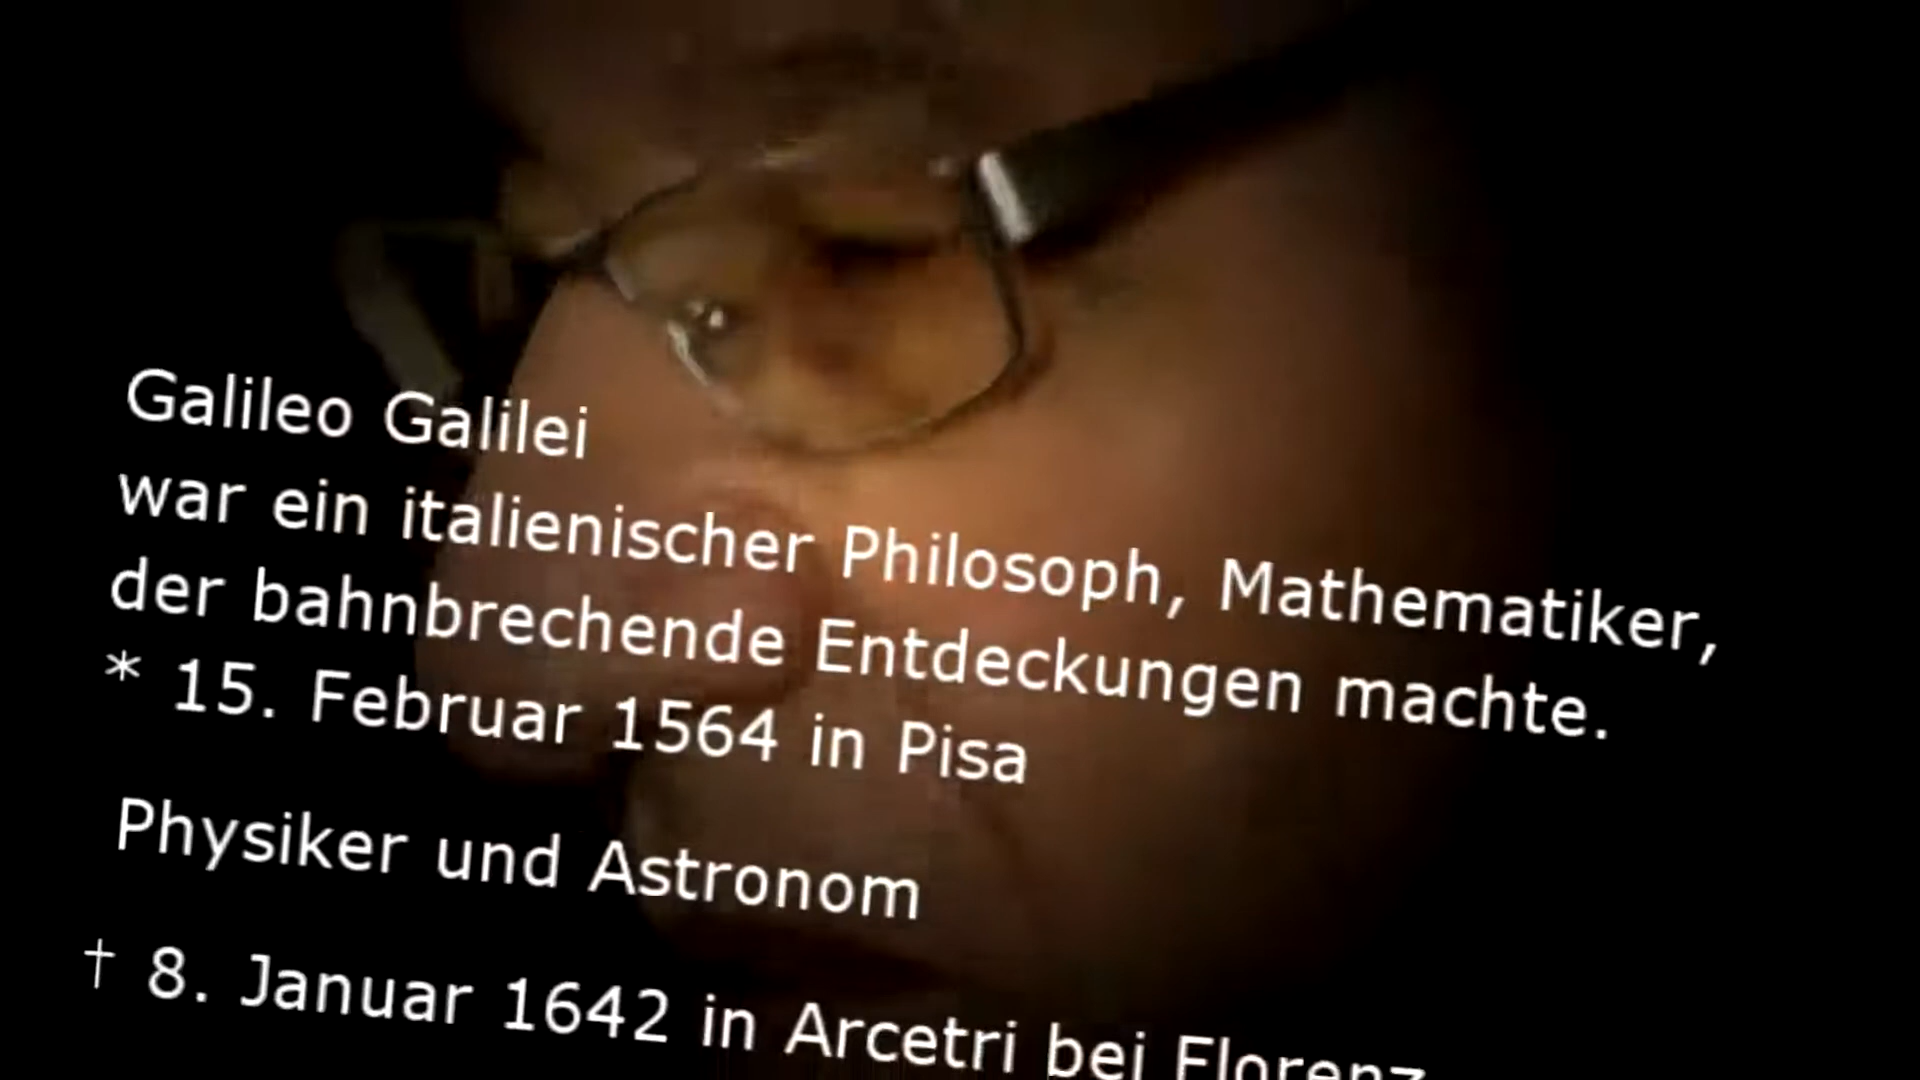 Galileo Galilei
war ein italienischer Philosoph, Mathematiker,
der bahnbrechende Entdeckungen machte.
* 15. Februar 1564 in Pisa
Physiker und Astronom
† 8. Januar 1642 in Arcetri bei Florenz